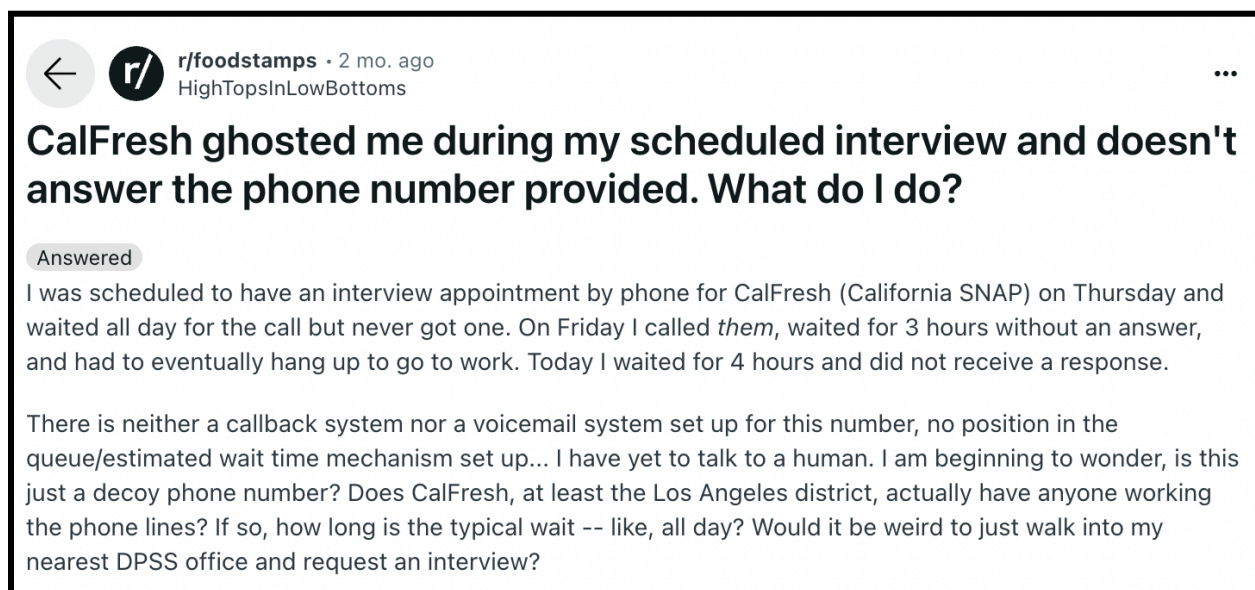 r/foodstamps • 2 mo. ago
HighTopsInLowBottoms
CalFresh ghosted me during my scheduled interview and doesn't
answer the phone number provided. What do I do?
Answered
I was scheduled to have an interview appointment by phone for CalFresh (California SNAP) on Thursday and
waited all day for the call but never got one. On Friday I called them, waited for 3 hours without an answer,
and had to eventually hang up to go to work. Today I waited for 4 hours and did not receive a response.
There is neither a callback system nor a voicemail system set up for this number, no position in the
queue/estimated wait time mechanism set up... I have yet to talk to a human. I am beginning to wonder, is this
just a decoy phone number? Does CalFresh, at least the Los Angeles district, actually have anyone working
the phone lines? If so, how long is the typical wait -- like, all day? Would it be weird to just walk into my
nearest DPSS office and request an interview?